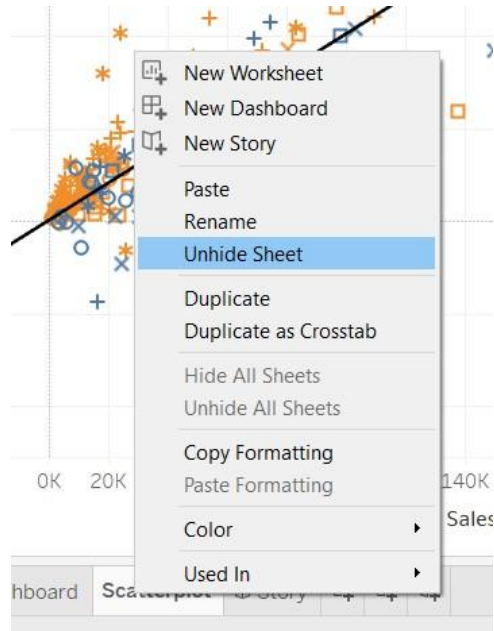 New Worksheet
New Dashboard
New Story
Paste
Rename
Unhide Sheet
Duplicate
Duplicate as Crosstab
Hide All Sheets
Unhide All Sheets
Copy Formatting
Paste Formatting
0K 20K 140K
Color
Sales
Used In
hboard Scatterplot Story